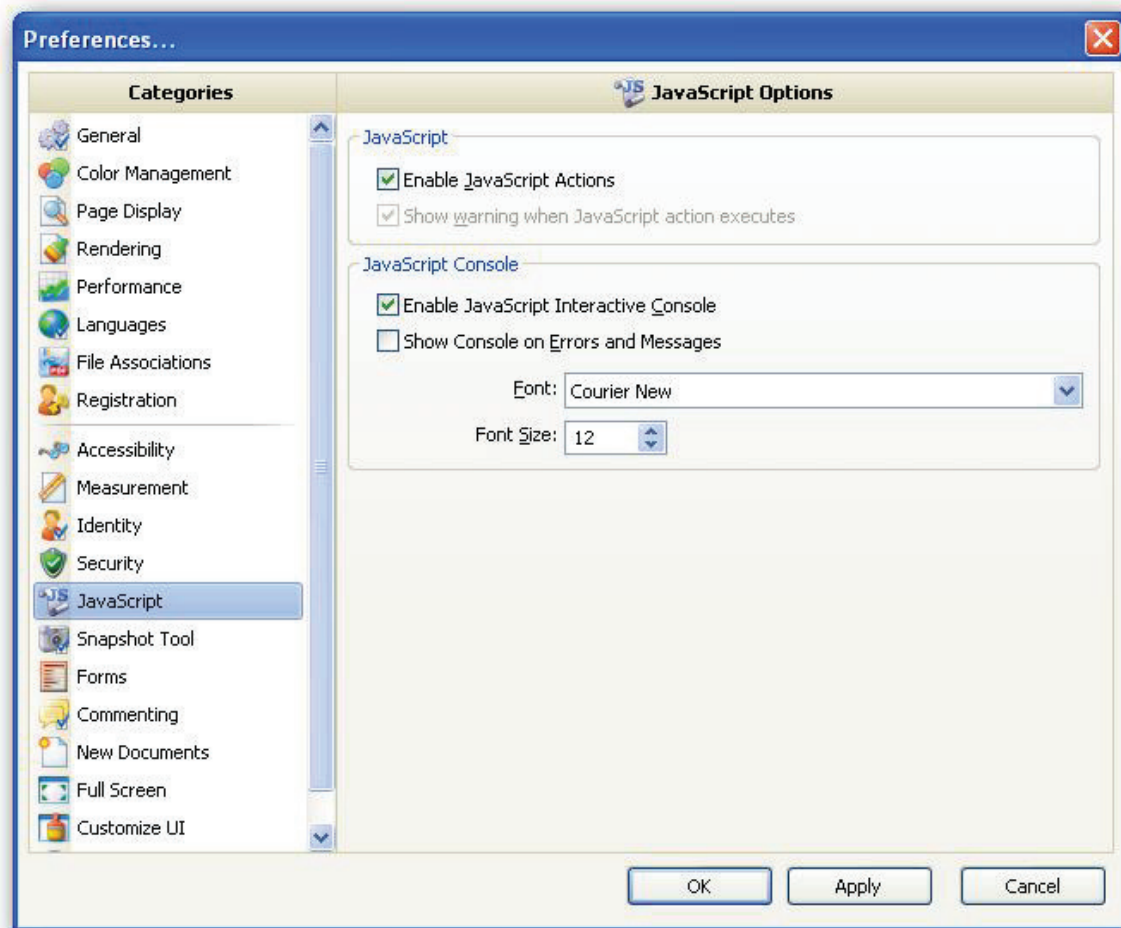 Preferences...
Categories
General
Color Management
Page Display
Rendering
Performance
Languages
File Associations
Registration
Accessibility
Measurement
Identity
Security
JavaScript
Snapshot Tool
Forms
Commenting
New Documents
Full Screen
Customize UI
JavaScript Options
JavaScript
Enable JavaScript Actions
Show warning when JavaScript action executes
JavaScript Console
Enable JavaScript Interactive Console
Show Console on Errors and Messages
Font: Courier New
Font Size: 12
OK Apply Cancel